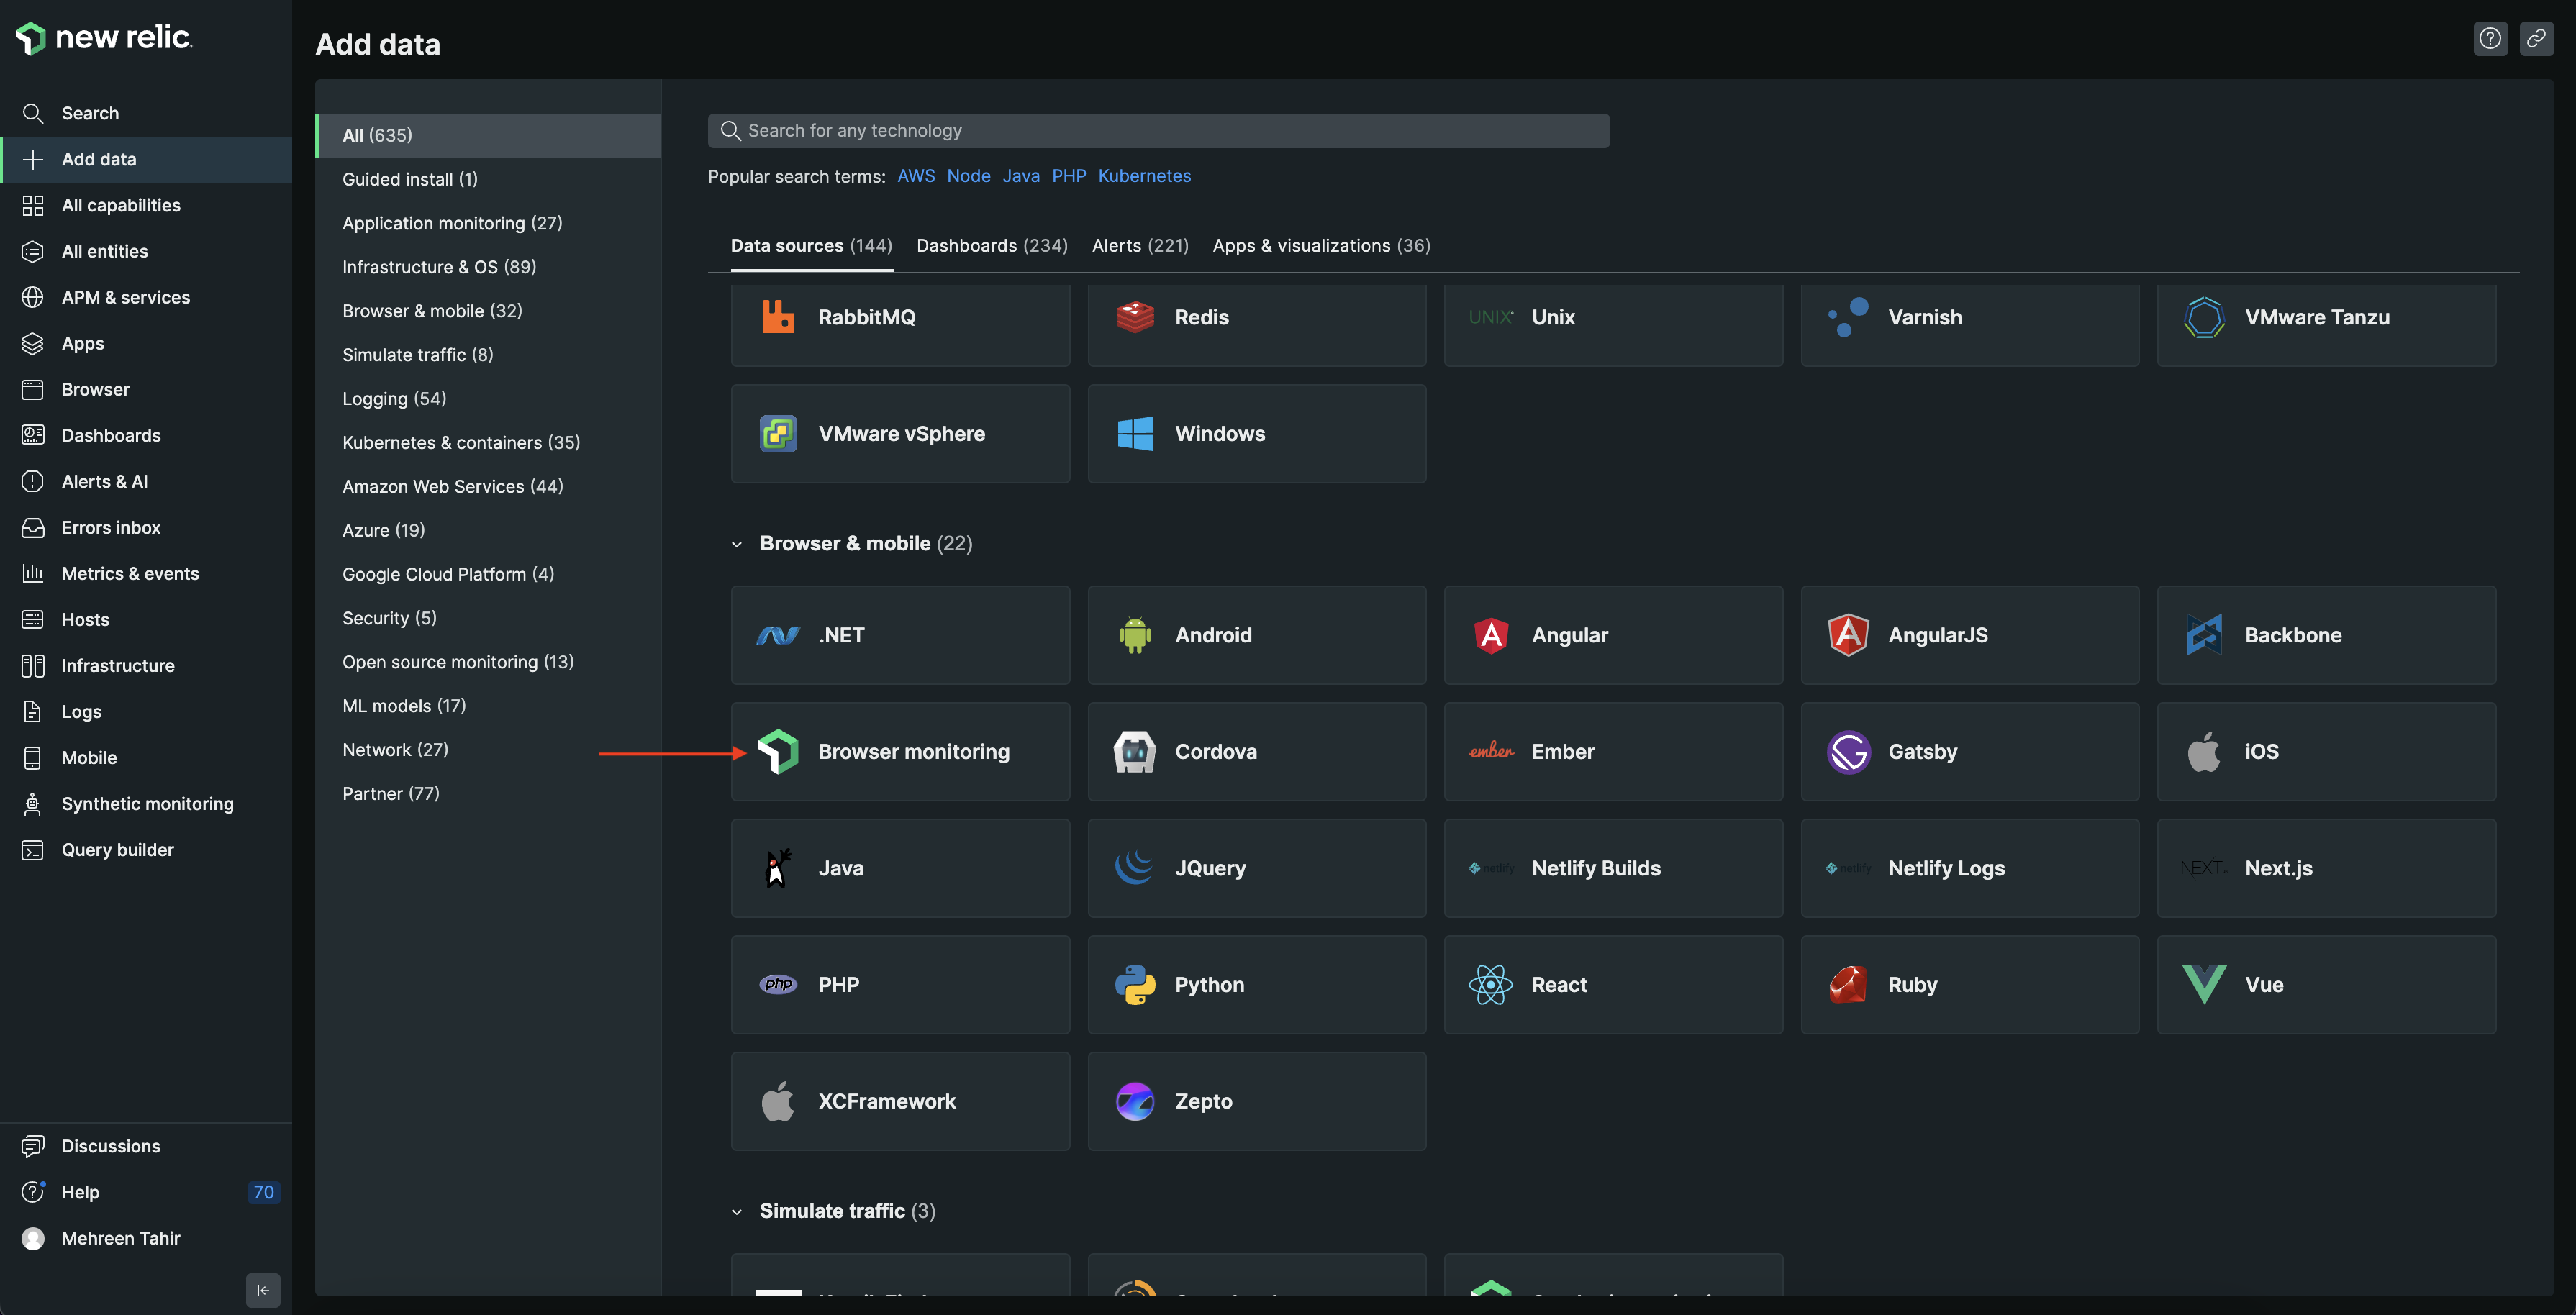 new relic.
Search
Add data
All capabilities
All entities
APM & services
Apps
Browser
Dashboards
Alerts & AI
Errors inbox
Metrics & events
Hosts
Infrastructure
Logs
Mobile
Synthetic monitoring
Query builder
Discussions
Help 70
Mehreen Tahir
Add data
All (635)
Guided install (1)
Application monitoring (27)
Infrastructure & OS (89)
Browser & mobile (32)
Simulate traffic (8)
Logging (54)
Kubernetes & containers (35)
Amazon Web Services (44)
Azure (19)
Google Cloud Platform (4)
Security (5)
Open source monitoring (13)
ML models (17)
Network (27)
Partner (77)
Search for any technology
Popular search terms: AWS Node Java PHP Kubernetes
Data sources (144) Dashboards (234) Alerts (221) Apps & visualizations (36)
RabbitMQ Redis UNIX Unix Varnish VMware Tanzu
VMware vSphere Windows
Browser & mobile (22)
.NET Android Angular AngularJS Backbone
Browser monitoring Cordova ember Ember Gatsby iOS
Java JQuery netlify Netlify Builds netlify Netlify Logs NEXT. Next.js
php PHP Python React Ruby Vue
XCFramework Zepto
Simulate traffic (3)